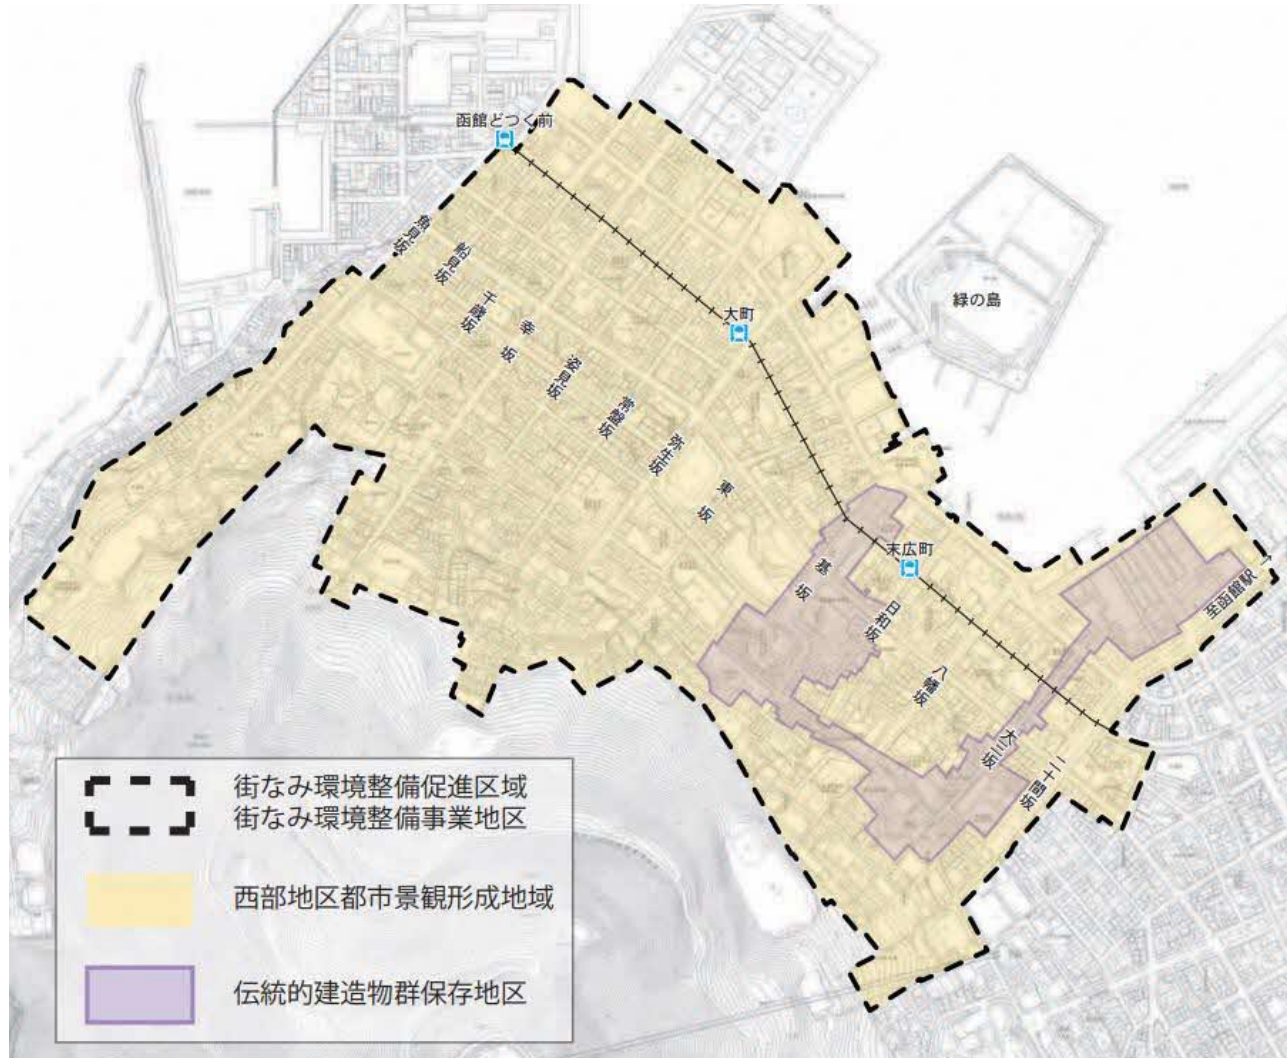 函館どつく前
魚見坂
船見坂
千歳坂
幸坂
姿見坂
常盤坂
弥生坂
東坂
大町
緑の島
末広町
基坂
日和坂
八幡坂
大三坂
二十間坂
至函館駅→
街なみ環境整備促進区域
街なみ環境整備事業地区
西部地区都市景観形成地域
伝統的建造物群保存地区